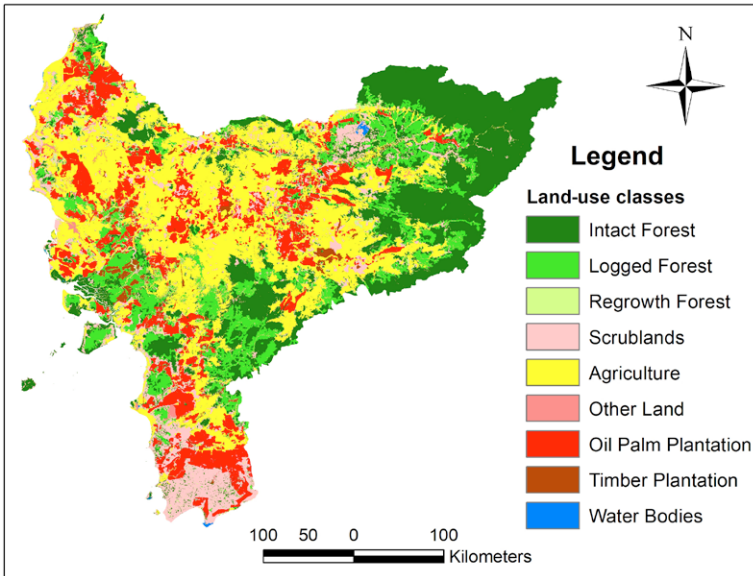 N
Legend
Land-use classes
Intact Forest
Logged Forest
Regrowth Forest
Scrublands
Agriculture
Other Land
Oil Palm Plantation
Timber Plantation
Water Bodies
100 50 0 100
Kilometers